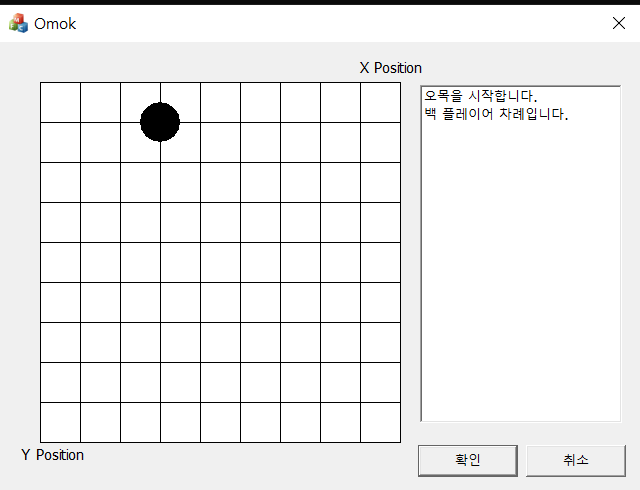 Omok
X Position
오목을 시작합니다.
백 플레이어 차례입니다.
Y Position
확인
취소